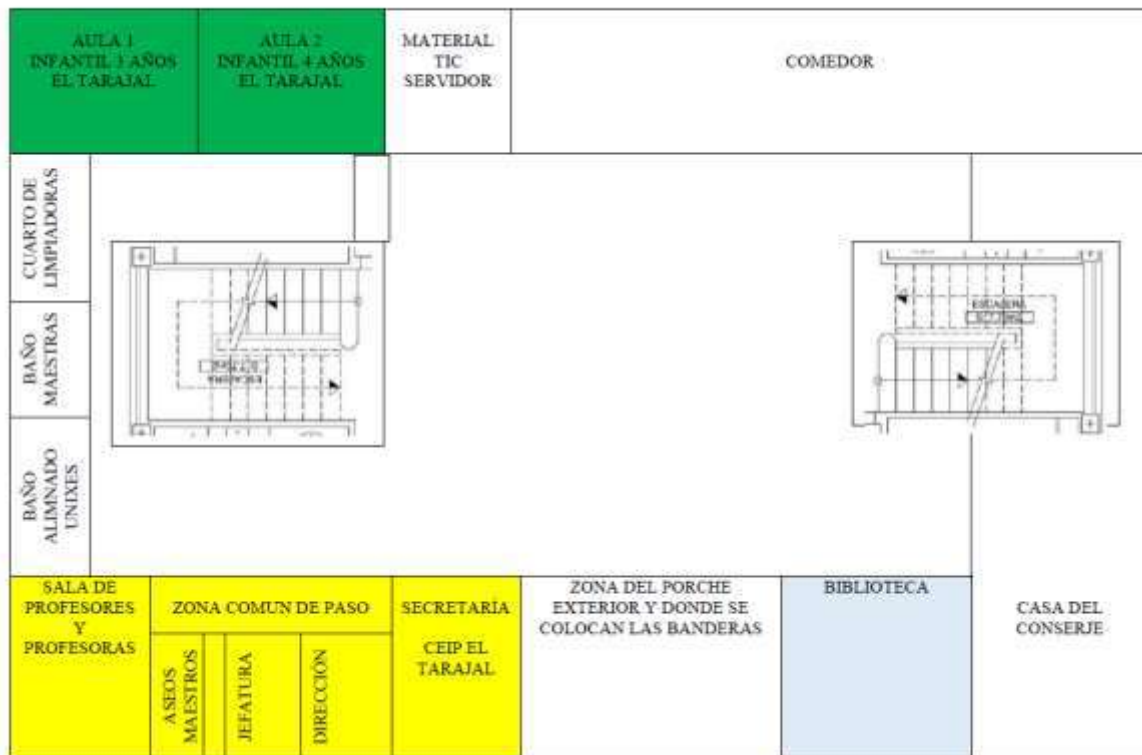 AULA 1
INFANTIL 3 AÑOS
EL TARAJAL
AULA 2
INFANTIL 4 AÑOS
EL TARAJAL
MATERIAL
TIC
SERVIDOR
COMEDOR
CUARTO DE
LIMPIADORAS
BAÑO
MAESTRAS
BAÑO
ALIMNADO
UNIXES
ESCALERA
ESCALERA
SALA DE
PROFESORES
Y
PROFESORAS
ZONA COMUN DE PASO
ASEOS
MAESTROS
JEFATURA
DIRECCIÓN
SECRETARÍA
CEIP EL
TARAJAL
ZONA DEL PORCHE
EXTERIOR Y DONDE SE
COLOCAN LAS BANDERAS
BIBLIOTECA
CASA DEL
CONSERJE